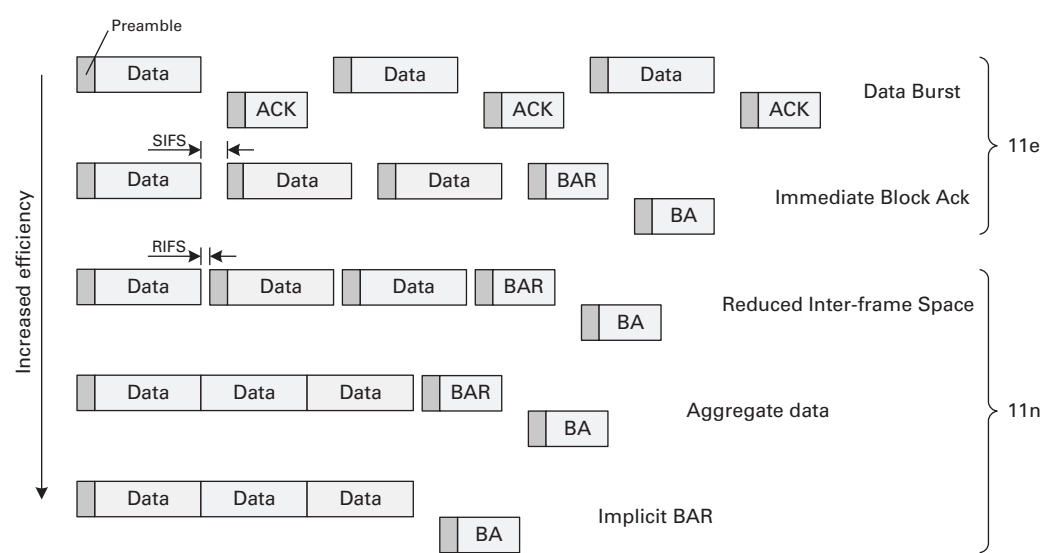 Preamble
Data
Data
Data
Data Burst
ACK
ACK
ACK
11e
SIFS
Data
Data
Data
BAR
Immediate Block Ack
BA
Increased efficiency
RIFS
Data
Data
Data
BAR
Reduced Inter-frame Space
BA
Data
Data
Data
BAR
Aggregate data
11n
BA
Data
Data
Data
Implicit BAR
BA